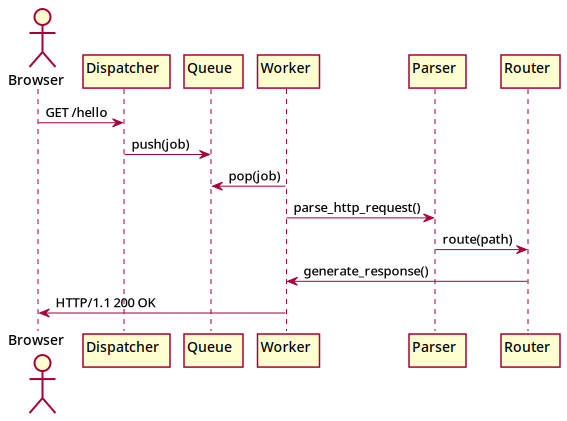 Browser
Dispatcher
Queue
Worker
Parser
Router
GET /hello
push(job)
pop(job)
parse_http_request()
route(path)
generate_response()
HTTP/1.1 200 OK
Browser
Dispatcher
Queue
Worker
Parser
Router